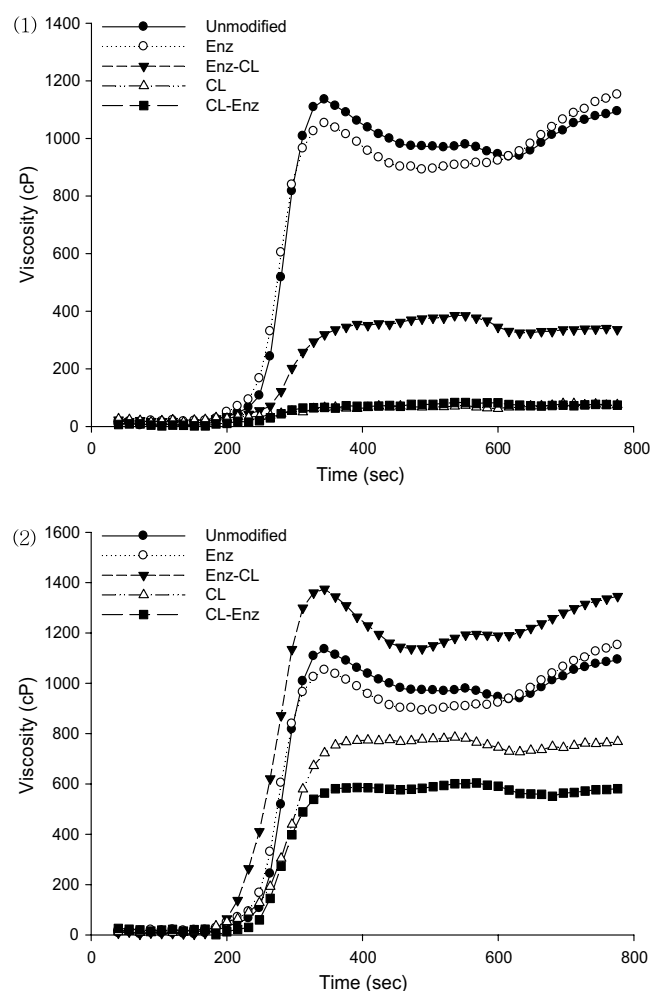 (1)
1400
1200
1000
800
600
400
200
0
Viscosity (cP)
Unmodified
Enz
Enz-CL
CL
CL-Enz
0 200 400 600 800
Time (sec)
(2)
1600
1400
1200
1000
800
600
400
200
0
Viscosity (cP)
Unmodified
Enz
Enz-CL
CL
CL-Enz
0 200 400 600 800
Time (sec)